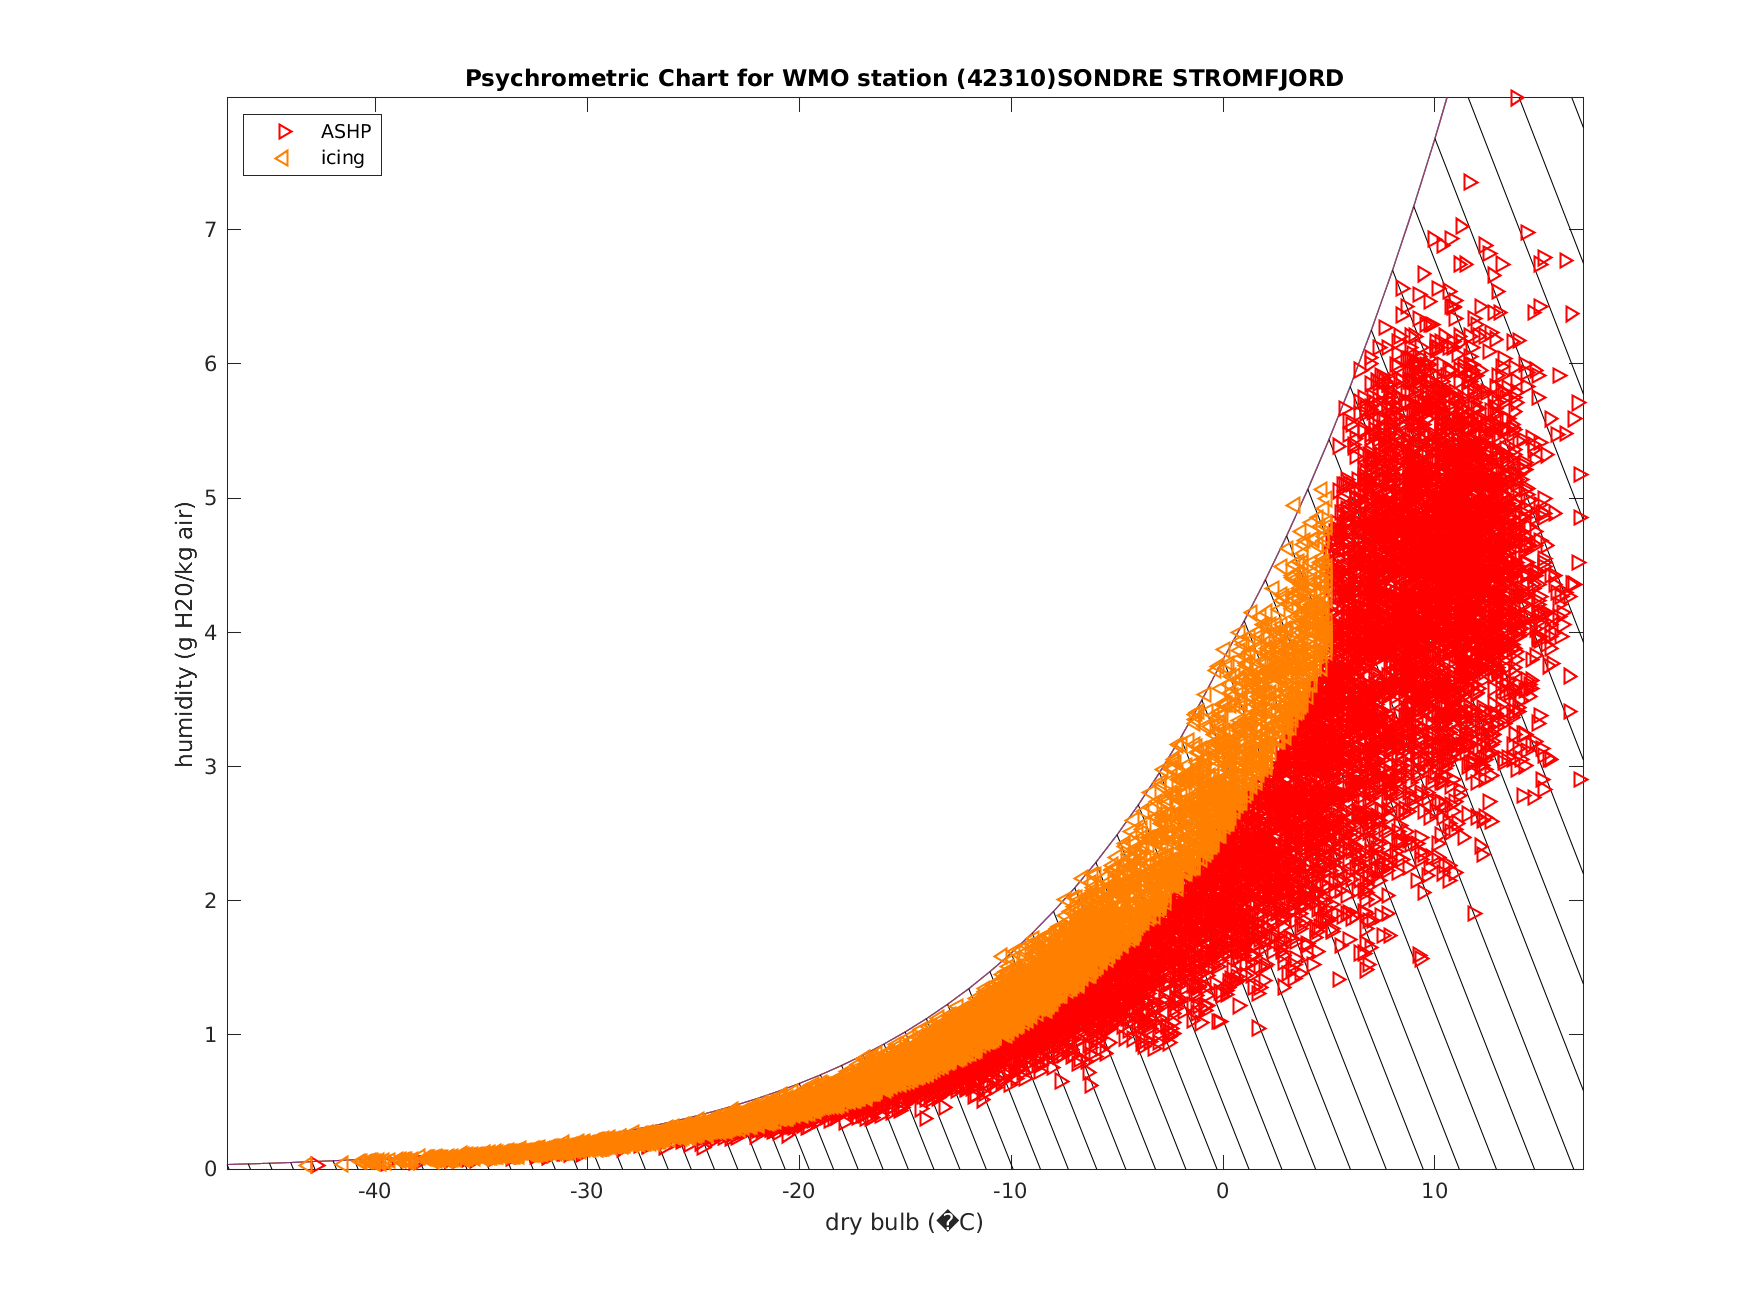 Psychrometric Chart for WMO station (42310)SONDRE STROMFJORD
ASHP
icing
humidity (g H20/kg air)
7
6
5
4
3
2
1
0
-40 -30 -20 -10 0 10
dry bulb (�C)